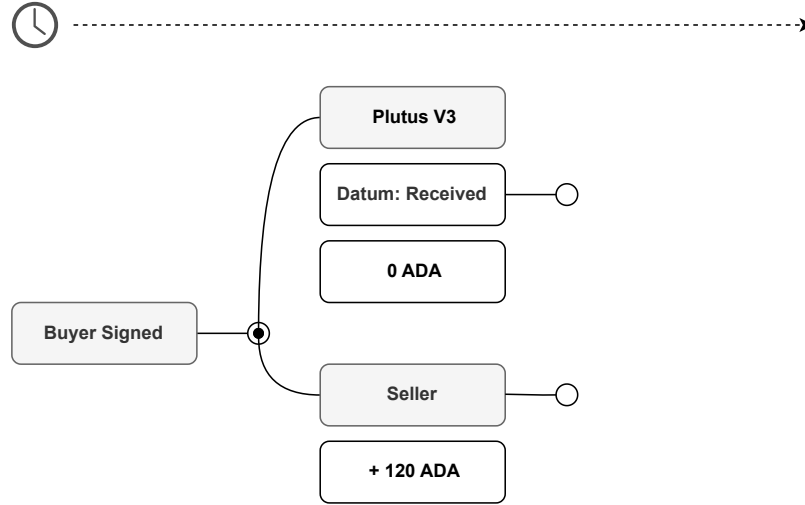 Plutus V3
Datum: Received
0 ADA
Buyer Signed
Seller
+ 120 ADA